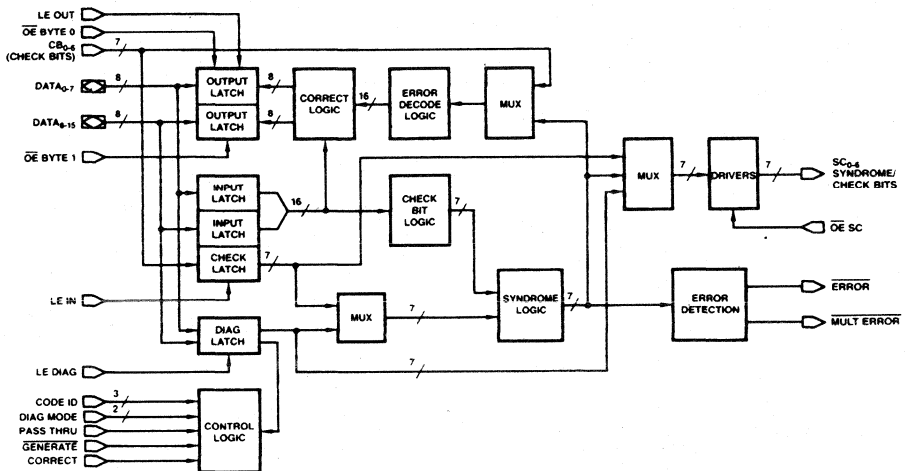 LE OUT
OE BYTE 0
CB0-6
(CHECK BITS)
7
DATA0-7
8
DATA8-15
8
OE BYTE 1
OUTPUT
LATCH
OUTPUT
LATCH
8
8
CORRECT
LOGIC
16
ERROR
DECODE
LOGIC
MUX
INPUT
LATCH
INPUT
LATCH
CHECK
LATCH
16
7
CHECK
BIT
LOGIC
7
MUX
7
DRIVERS
7
SC0-6
SYNDROME/
CHECK BITS
OE SC
LE IN
MUX
7
SYNDROME
LOGIC
7
ERROR
DETECTION
ERROR
MULT ERROR
DIAG
LATCH
7
LE DIAG
CODE ID
3
DIAG MODE
2
PASS THRU
GENERATE
CORRECT
CONTROL
LOGIC